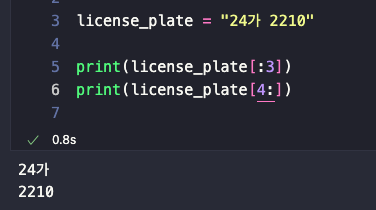 3 license_plate = "24가 2210"
4
5 print(license_plate[:3])
6 print(license_plate[4:])
7
✓ 0.8s
24가
2210